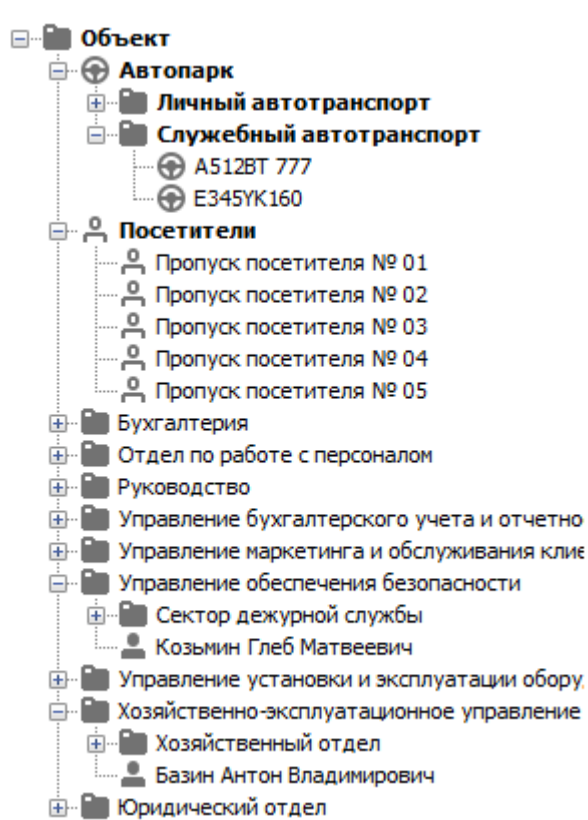 Объект
Автопарк
Личный автотранспорт
Служебный автотранспорт
А512ВТ 777
Е345УК160
Посетители
Пропуск посетителя № 01
Пропуск посетителя № 02
Пропуск посетителя № 03
Пропуск посетителя № 04
Пропуск посетителя № 05
Бухгалтерия
Отдел по работе с персоналом
Руководство
Управление бухгалтерского учета и отчетно
Управление маркетинга и обслуживания клие
Управление обеспечения безопасности
Сектор дежурной службы
Козьмин Глеб Матвеевич
Управление установки и эксплуатации обору
Хозяйственно-эксплуатационное управление
Хозяйственный отдел
Базин Антон Владимирович
Юридический отдел